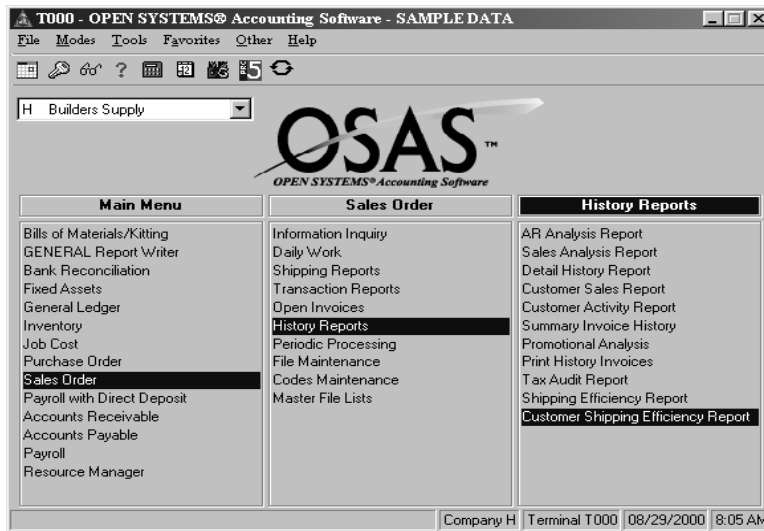 T000 - OPEN SYSTEMS® Accounting Software - SAMPLE DATA
File Modes Tools Favorites Other Help
H Builders Supply
OSAS™
OPEN SYSTEMS® Accounting Software
Main Menu
Bills of Materials/Kitting
GENERAL Report Writer
Bank Reconciliation
Fixed Assets
General Ledger
Inventory
Job Cost
Purchase Order
Sales Order
Payroll with Direct Deposit
Accounts Receivable
Accounts Payable
Payroll
Resource Manager
Sales Order
Information Inquiry
Daily Work
Shipping Reports
Transaction Reports
Open Invoices
History Reports
Periodic Processing
File Maintenance
Codes Maintenance
Master File Lists
History Reports
AR Analysis Report
Sales Analysis Report
Detail History Report
Customer Sales Report
Customer Activity Report
Summary Invoice History
Promotional Analysis
Print History Invoices
Tax Audit Report
Shipping Efficiency Report
Customer Shipping Efficiency Report
Company H Terminal T000 08/29/2000 8:05 AM